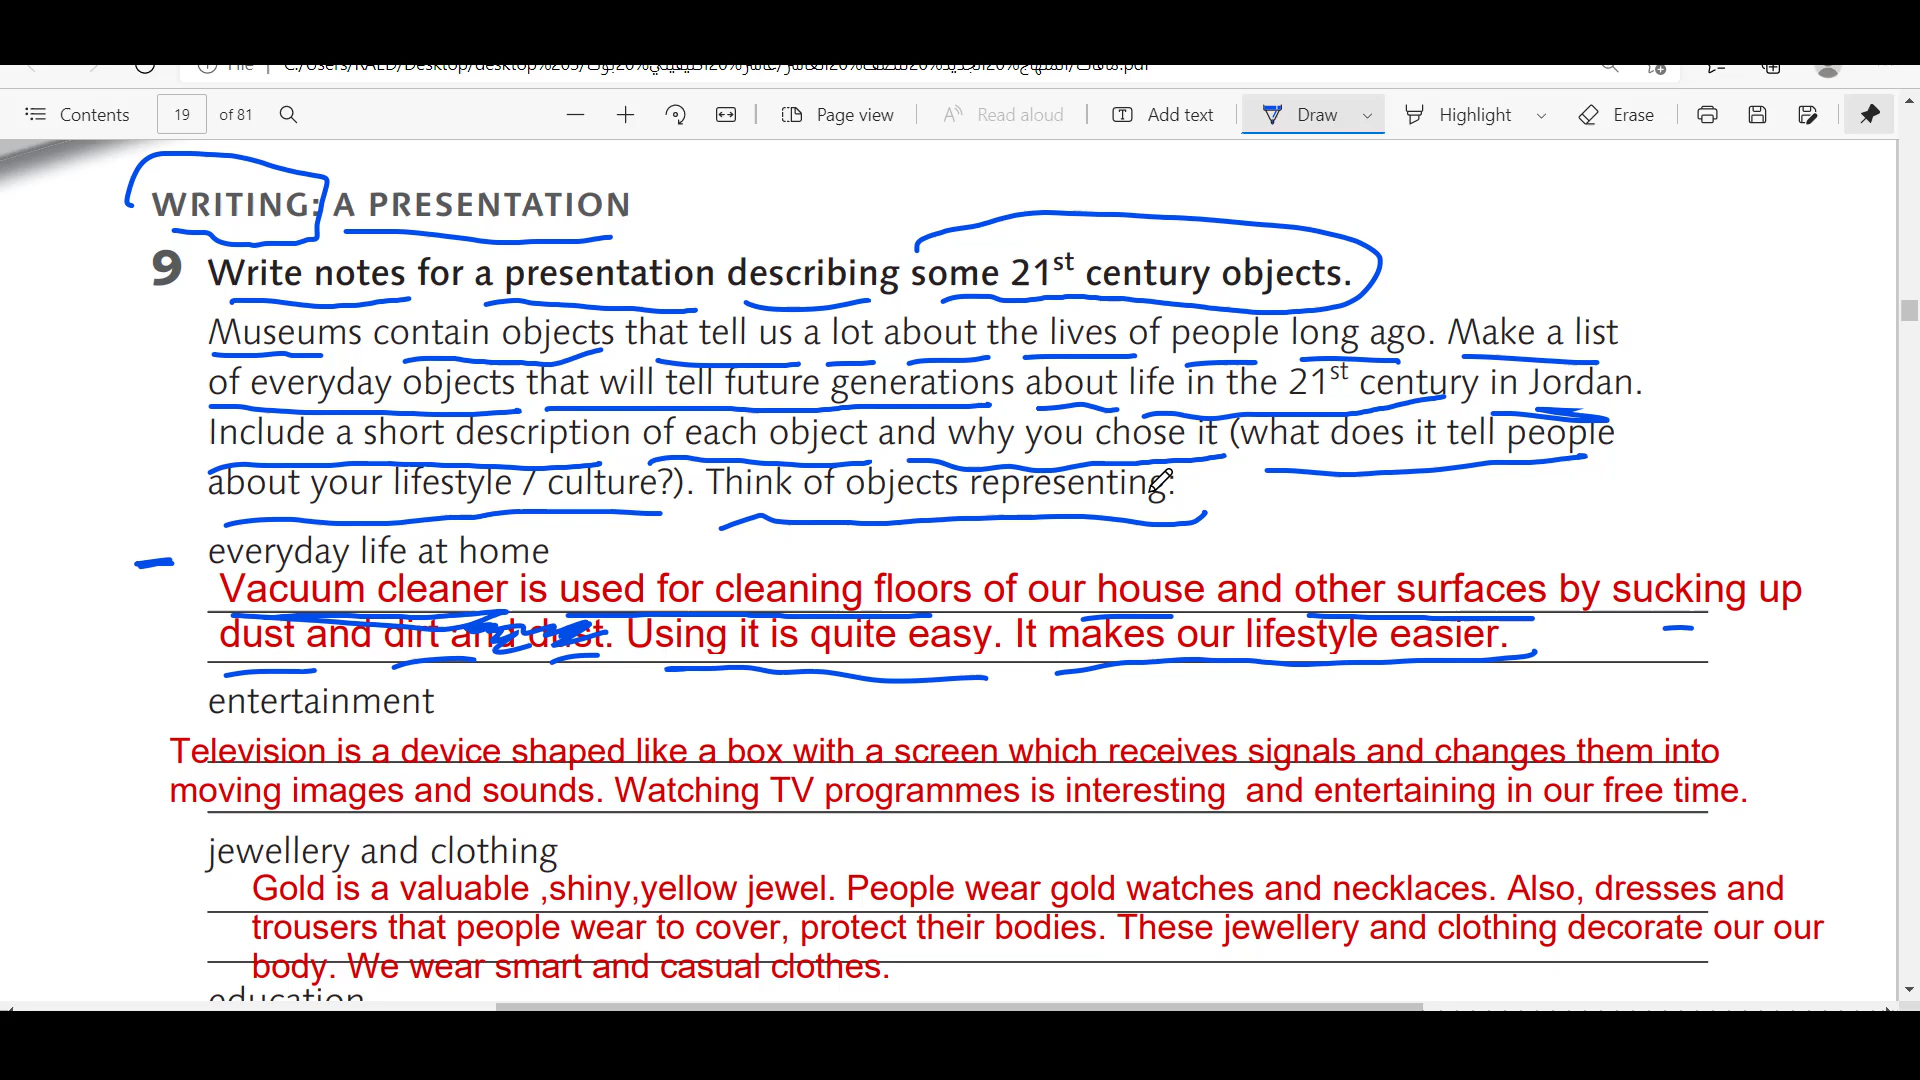 Contents
19
of 81
Page view
Read aloud
Add text
Draw
Highlight
Erase
WRITING: A PRESENTATION
9 Write notes for a presentation describing some 21st century objects.
Museums contain objects that tell us a lot about the lives of people long ago. Make a list
of everyday objects that will tell future generations about life in the 21st century in Jordan.
Include a short description of each object and why you chose it (what does it tell people
about your lifestyle / culture?). Think of objects representing:
everyday life at home
Vacuum cleaner is used for cleaning floors of our house and other surfaces by sucking up
dust and dirt and dust. Using it is quite easy. It makes our lifestyle easier.
entertainment
Television is a device shaped like a box with a screen which receives signals and changes them into
moving images and sounds. Watching TV programmes is interesting and entertaining in our free time.
jewellery and clothing
Gold is a valuable ,shiny,yellow jewel. People wear gold watches and necklaces. Also, dresses and
trousers that people wear to cover, protect their bodies. These jewellery and clothing decorate our our
body. We wear smart and casual clothes.
education